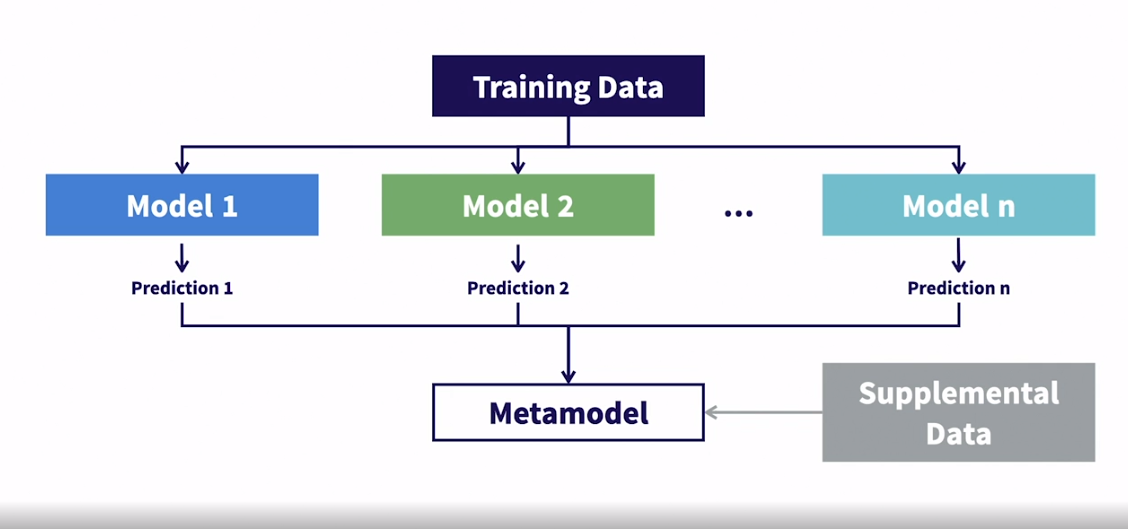 Training Data
Model 1
Model 2
...
Model n
Prediction 1
Prediction 2
Prediction n
Metamodel
Supplemental
Data